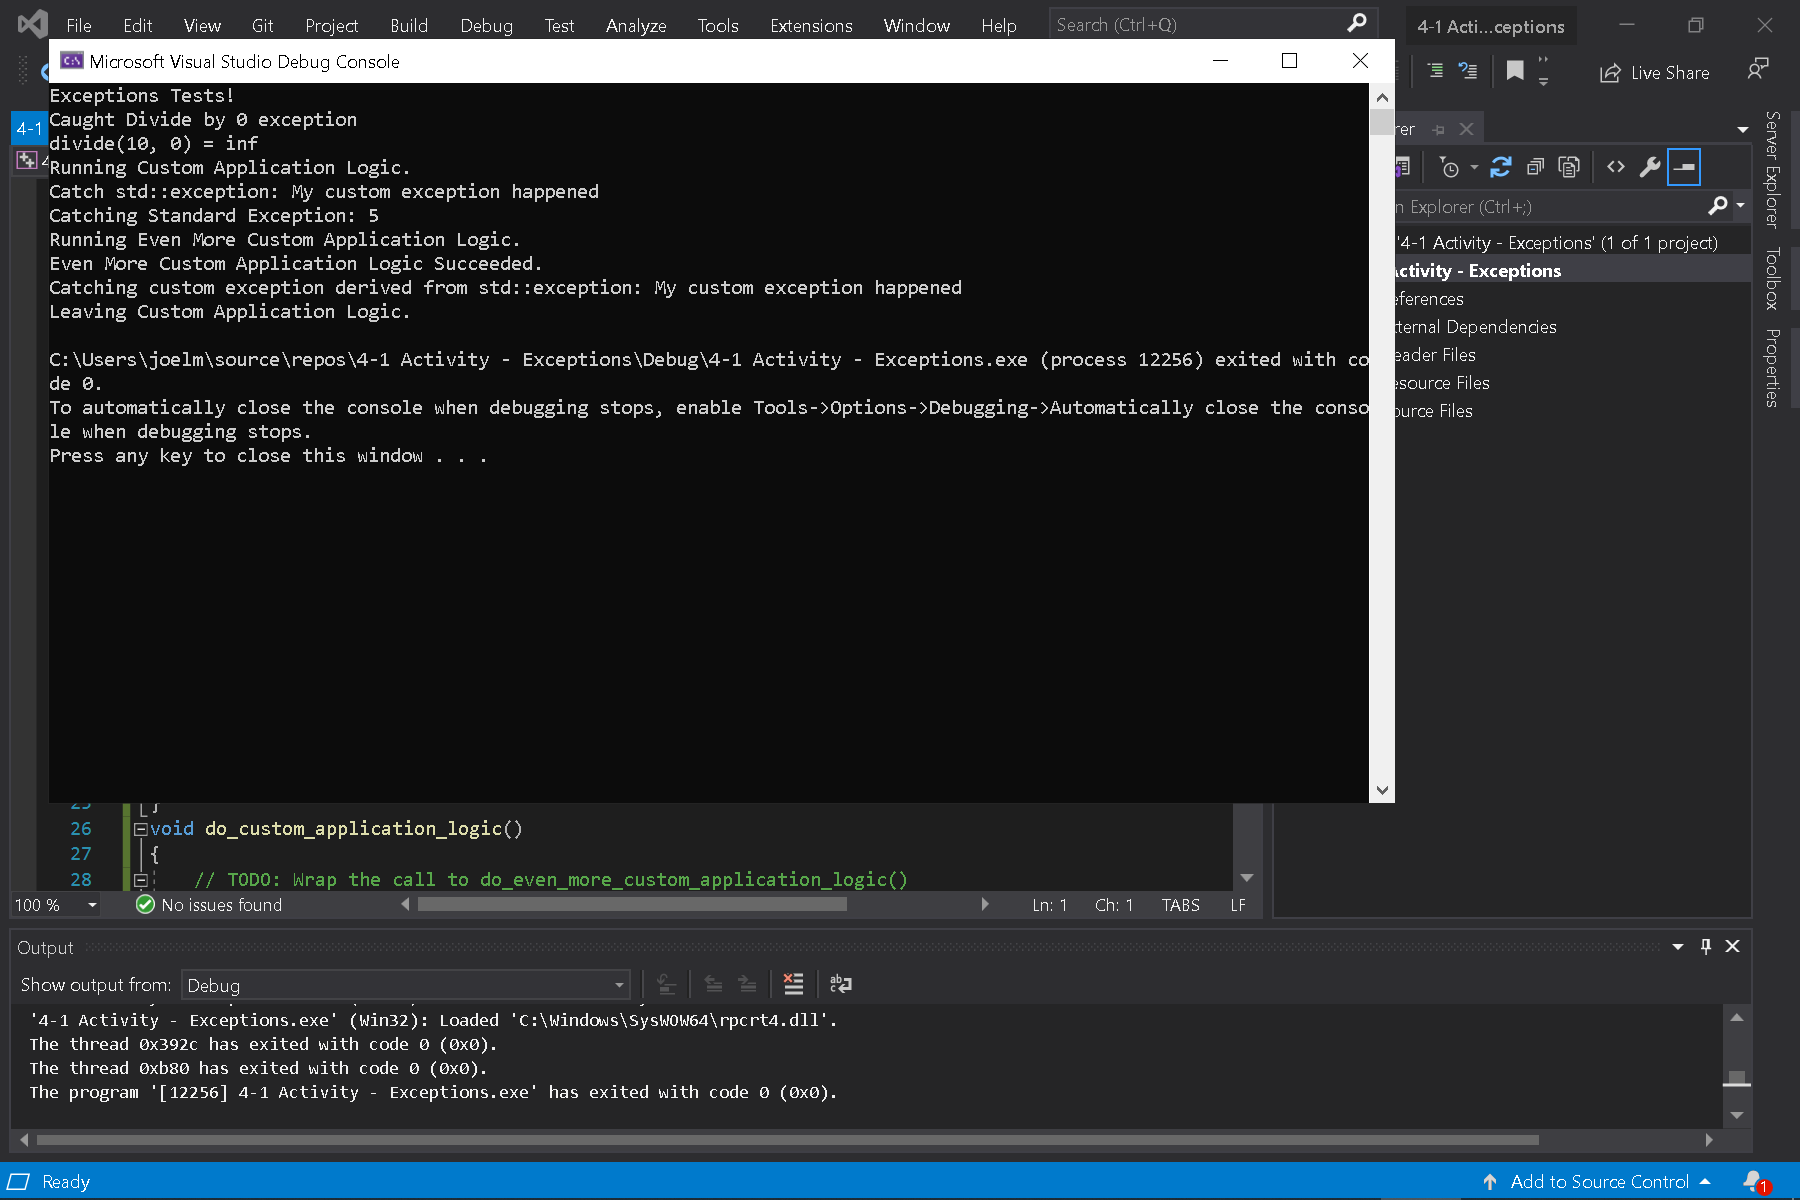 File Edit View Git Project Build Debug Test Analyze Tools Extensions Window Help Search (Ctrl+Q) 4-1 Acti...ceptions
Microsoft Visual Studio Debug Console
Live Share
Exceptions Tests!
Caught Divide by 0 exception
divide(10, 0) = inf
Running Custom Application Logic.
Catch std::exception: My custom exception happened
Catching Standard Exception: 5
Running Even More Custom Application Logic.
Even More Custom Application Logic Succeeded.
Catching custom exception derived from std::exception: My custom exception happened
Leaving Custom Application Logic.
C:\Users\joelm\source\repos\4-1 Activity - Exceptions\Debug\4-1 Activity - Exceptions.exe (process 12256) exited with co
de 0.
To automatically close the console when debugging stops, enable Tools->Options->Debugging->Automatically close the conso
le when debugging stops.
Press any key to close this window . . .
4-1
4
rer
n Explorer (Ctrl+;)
'4-1 Activity - Exceptions' (1 of 1 project)
Activity - Exceptions
eferences
ternal Dependencies
eader Files
esource Files
ource Files
Server Explorer
Toolbox
Properties
25 }
26 void do_custom_application_logic()
27 {
28 // TODO: Wrap the call to do_even_more_custom_application_logic()
100 % No issues found Ln: 1 Ch: 1 TABS LF
Output
Show output from: Debug
'4-1 Activity - Exceptions.exe' (Win32): Loaded 'C:\Windows\SysWOW64\rpcrt4.dll'.
The thread 0x392c has exited with code 0 (0x0).
The thread 0xb80 has exited with code 0 (0x0).
The program '[12256] 4-1 Activity - Exceptions.exe' has exited with code 0 (0x0).
Ready Add to Source Control 1